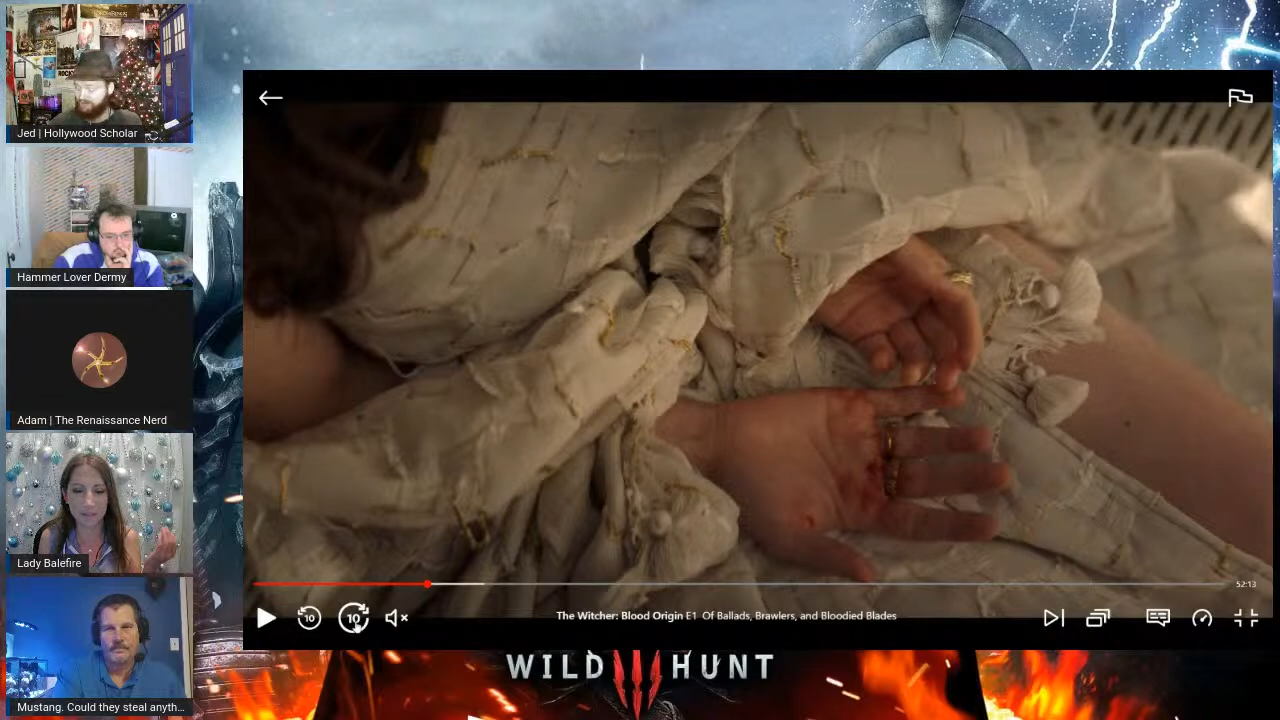 Jed | Hollywood Scholar
Hammer Lover Dermy
Adam | The Renaissance Nerd
Lady Balefire
Mustang. Could they steal anyth...
52:13
10
10
The Witcher: Blood Origin E1 Of Ballads, Brawlers, and Bloodied Blades
WILD HUNT